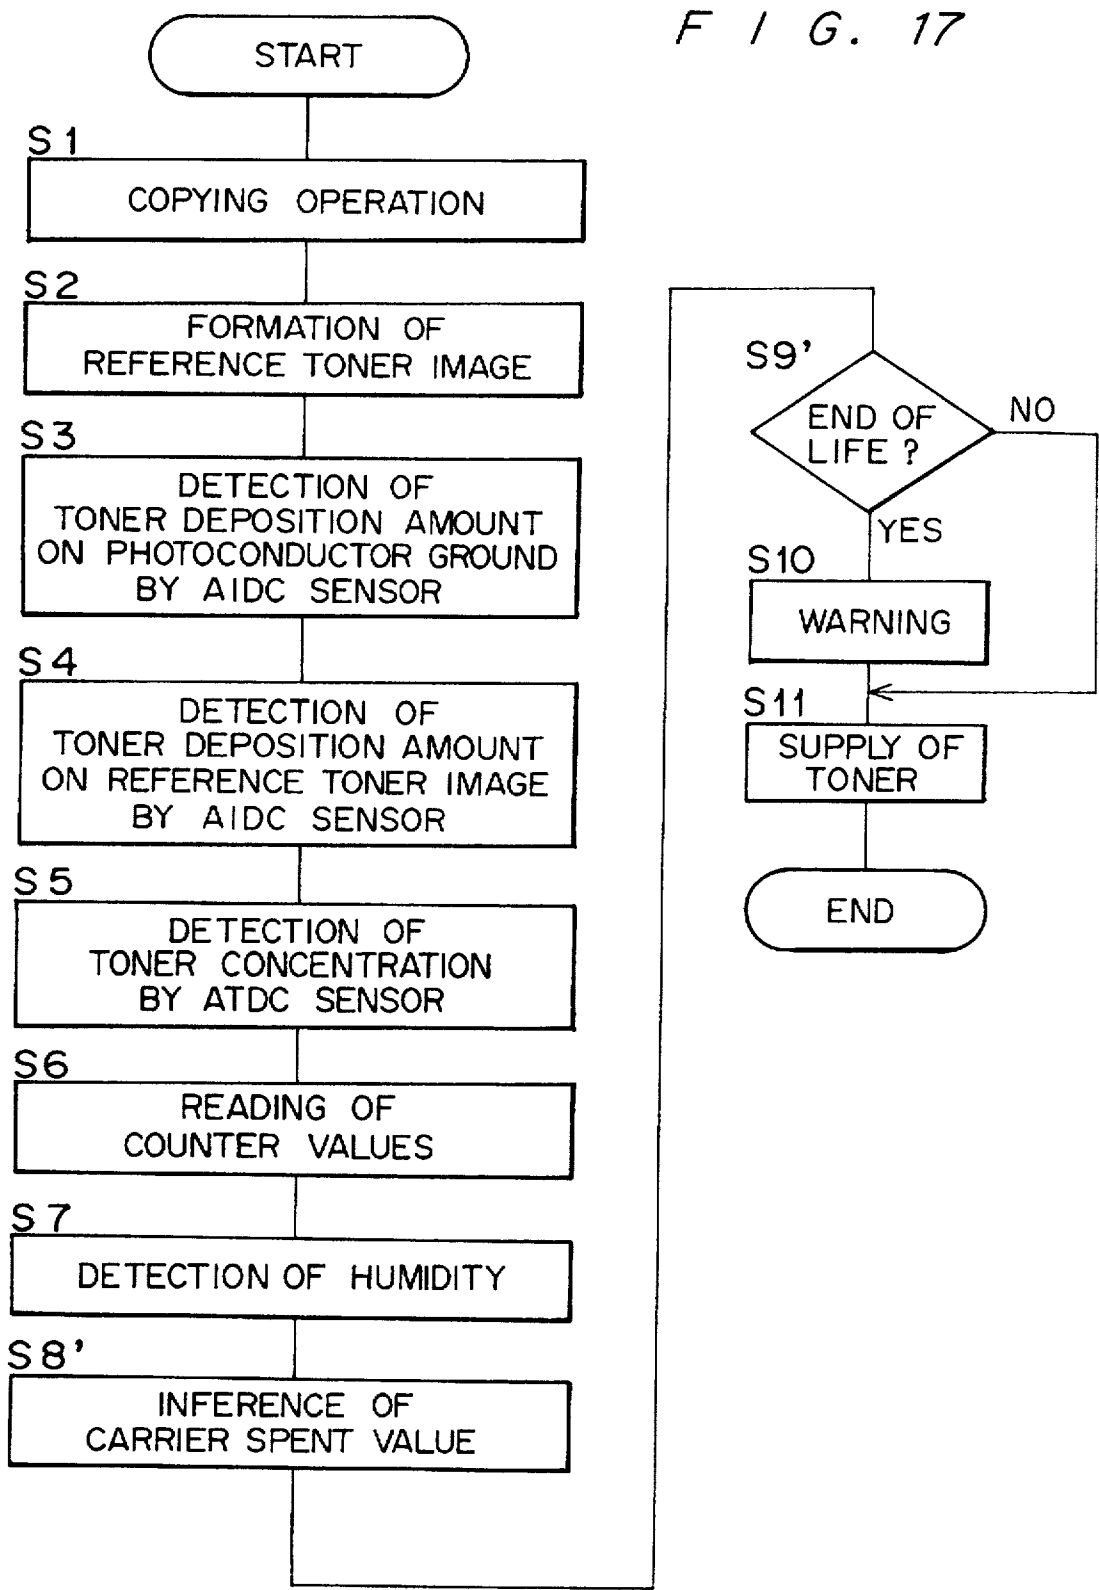 F I G. 17
START
S1
COPYING OPERATION
S2
FORMATION OF
REFERENCE TONER IMAGE
S3
DETECTION OF
TONER DEPOSITION AMOUNT
ON PHOTOCONDUCTOR GROUND
BY AIDC SENSOR
S4
DETECTION OF
TONER DEPOSITION AMOUNT
ON REFERENCE TONER IMAGE
BY AIDC SENSOR
S5
DETECTION OF
TONER CONCENTRATION
BY ATDC SENSOR
S6
READING OF
COUNTER VALUES
S7
DETECTION OF HUMIDITY
S8'
INFERENCE OF
CARRIER SPENT VALUE
S9'
END OF
LIFE ?
NO
YES
S10
WARNING
S11
SUPPLY OF
TONER
END